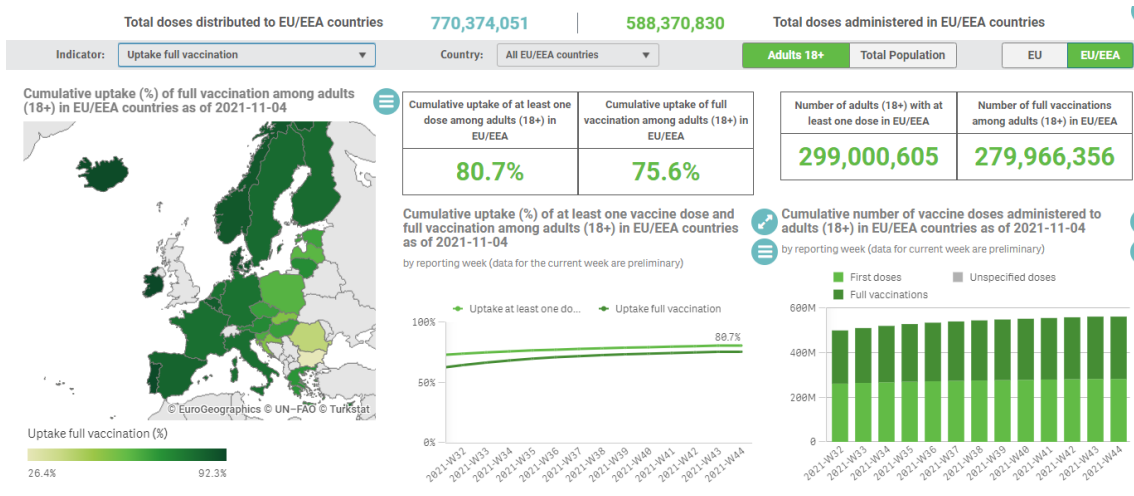 Total doses distributed to EU/EEA countries
770,374,051
588,370,830
Total doses administered in EU/EEA countries
Indicator:
Uptake full vaccination
Country:
All EU/EEA countries
Adults 18+
Total Population
EU
EU/EEA
Cumulative uptake (%) of full vaccination among adults
(18+) in EU/EEA countries as of 2021-11-04
© EuroGeographics © UN-FAO © Turkstat
Uptake full vaccination (%)
26.4%
92.3%
Cumulative uptake of at least one
dose among adults (18+) in
EU/EEA
80.7%
Cumulative uptake of full
vaccination among adults (18+) in
EU/EEA
75.6%
Number of adults (18+) with at
least one dose in EU/EEA
299,000,605
Number of full vaccinations
among adults (18+) in EU/EEA
279,966,356
Cumulative uptake (%) of at least one vaccine dose and
full vaccination among adults (18+) in EU/EEA countries
as of 2021-11-04
by reporting week (data for the current week are preliminary)
Uptake at least one do...
Uptake full vaccination
100%
50%
0%
80.7%
2021-W32
2021-W33
2021-W34
2021-W35
2021-W36
2021-W37
2021-W38
2021-W39
2021-W40
2021-W41
2021-W42
2021-W43
2021-W44
Cumulative number of vaccine doses administered to
adults (18+) in EU/EEA countries as of 2021-11-04
by reporting week (data for current week are preliminary)
First doses
Unspecified doses
Full vaccinations
600M
400M
200M
0
2021-W32
2021-W33
2021-W34
2021-W35
2021-W36
2021-W37
2021-W38
2021-W39
2021-W40
2021-W41
2021-W42
2021-W43
2021-W44